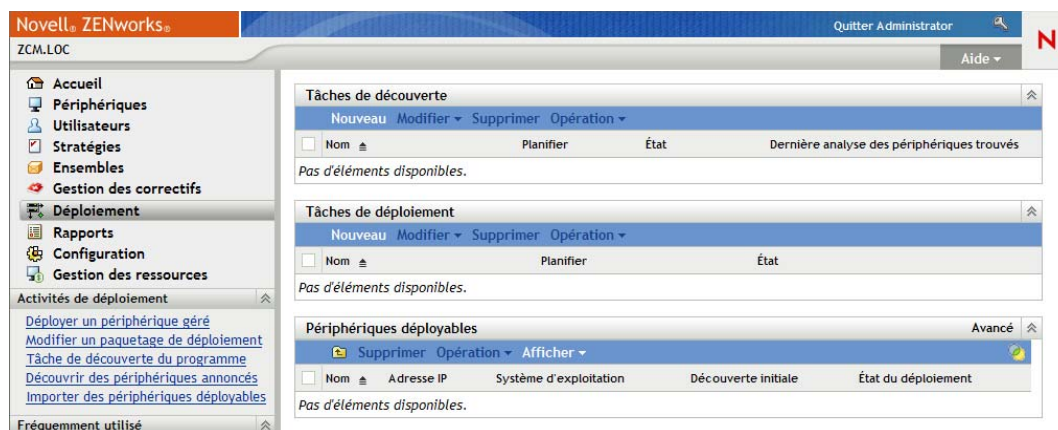 Novell® ZENworks®
Quitter Administrator
N
ZCM.LOC
Aide
Accueil
Périphériques
Utilisateurs
Stratégies
Ensembles
Gestion des correctifs
Déploiement
Rapports
Configuration
Gestion des ressources
Activités de déploiement
Déployer un périphérique géré
Modifier un paquetage de déploiement
Tâche de découverte du programme
Découvrir des périphériques annoncés
Importer des périphériques déployables
Fréquemment utilisé
Tâches de découverte
Nouveau Modifier Supprimer Opération
Nom Planifier État Dernière analyse des périphériques trouvés
Pas d'éléments disponibles.
Tâches de déploiement
Nouveau Modifier Supprimer Opération
Nom Planifier État
Pas d'éléments disponibles.
Périphériques déployables Avancé
Supprimer Opération Afficher
Nom Adresse IP Système d'exploitation Découverte initiale État du déploiement
Pas d'éléments disponibles.